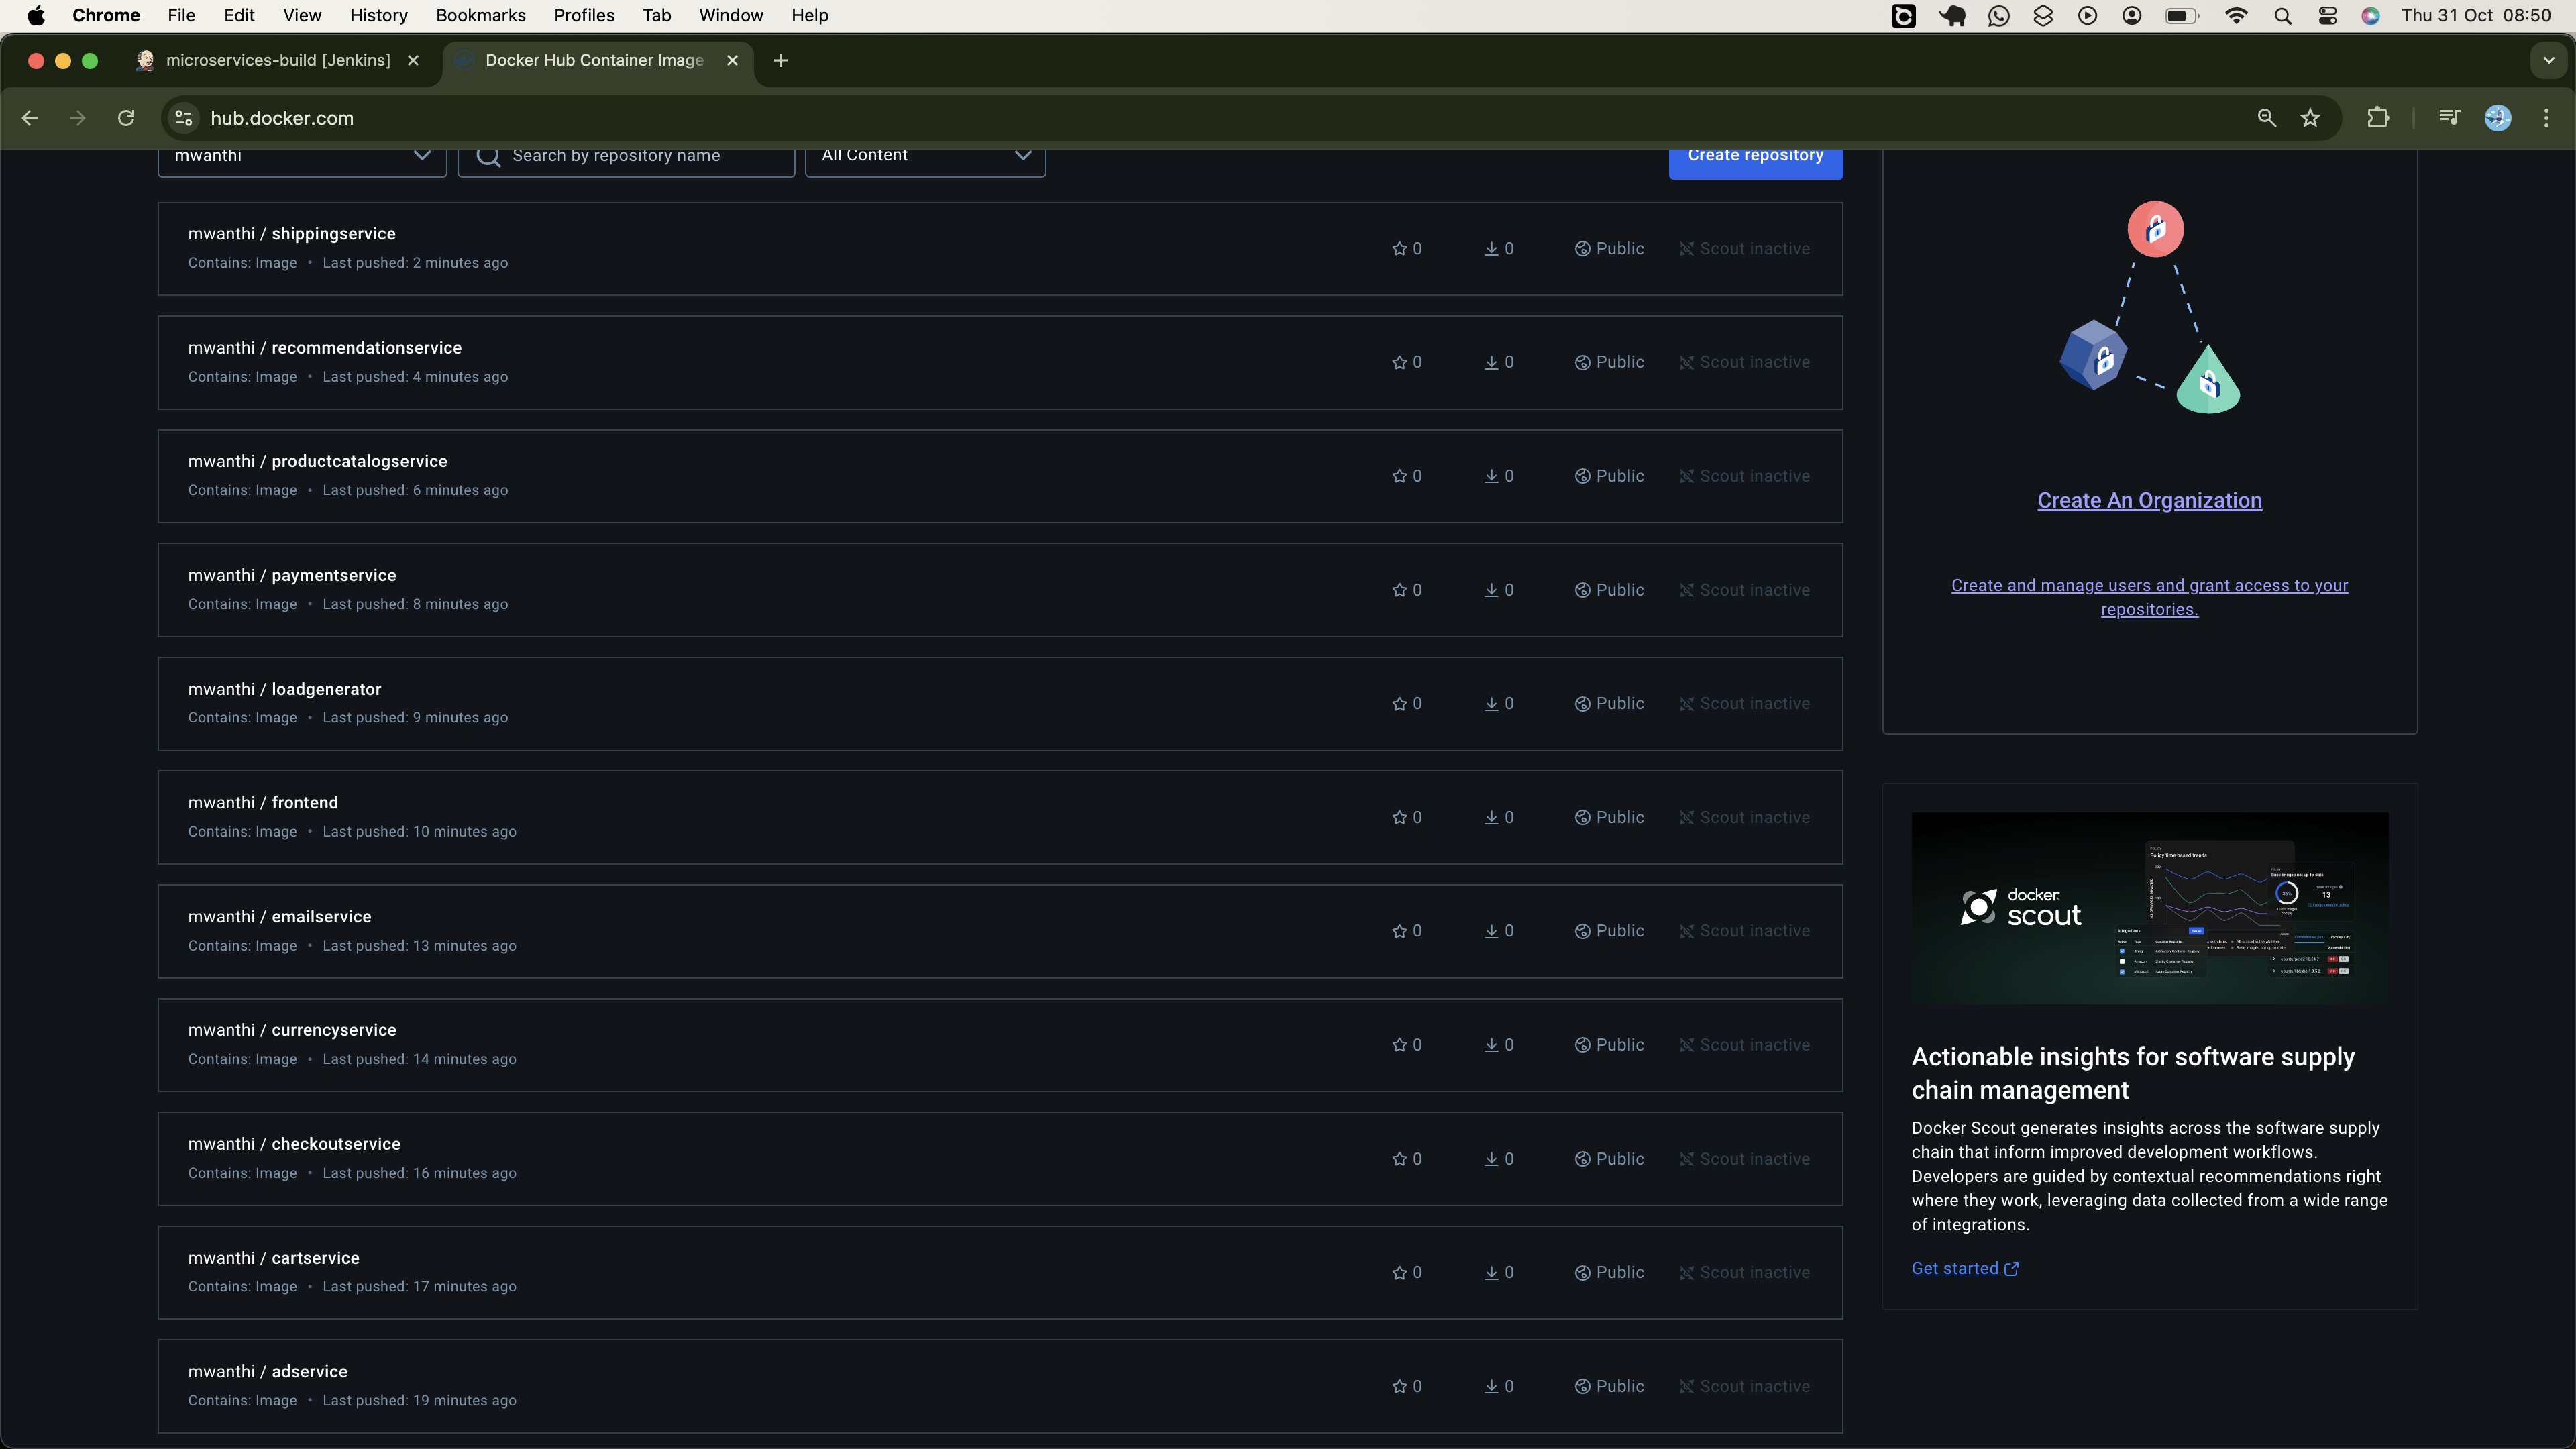 Chrome File Edit View History Bookmarks Profiles Tab Window Help Thu 31 Oct 08:50
microservices-build [Jenkins] Docker Hub Container Image
hub.docker.com
mwanthi Search by repository name All Content Create repository
mwanthi / shippingservice
Contains: Image • Last pushed: 2 minutes ago
0 0 Public Scout inactive
mwanthi / recommendationservice
Contains: Image • Last pushed: 4 minutes ago
0 0 Public Scout inactive
mwanthi / productcatalogservice
Contains: Image • Last pushed: 6 minutes ago
0 0 Public Scout inactive
mwanthi / paymentservice
Contains: Image • Last pushed: 8 minutes ago
0 0 Public Scout inactive
mwanthi / loadgenerator
Contains: Image • Last pushed: 9 minutes ago
0 0 Public Scout inactive
mwanthi / frontend
Contains: Image • Last pushed: 10 minutes ago
0 0 Public Scout inactive
mwanthi / emailservice
Contains: Image • Last pushed: 13 minutes ago
0 0 Public Scout inactive
mwanthi / currencyservice
Contains: Image • Last pushed: 14 minutes ago
0 0 Public Scout inactive
mwanthi / checkoutservice
Contains: Image • Last pushed: 16 minutes ago
0 0 Public Scout inactive
mwanthi / cartservice
Contains: Image • Last pushed: 17 minutes ago
0 0 Public Scout inactive
mwanthi / adservice
Contains: Image • Last pushed: 19 minutes ago
0 0 Public Scout inactive
Create An Organization
Create and manage users and grant access to your
repositories.
docker
scout
Policy time based trends
Base images not up-to-date
13
Integrations
Actionable insights for software supply
chain management
Docker Scout generates insights across the software supply
chain that inform improved development workflows.
Developers are guided by contextual recommendations right
where they work, leveraging data collected from a wide range
of integrations.
Get started